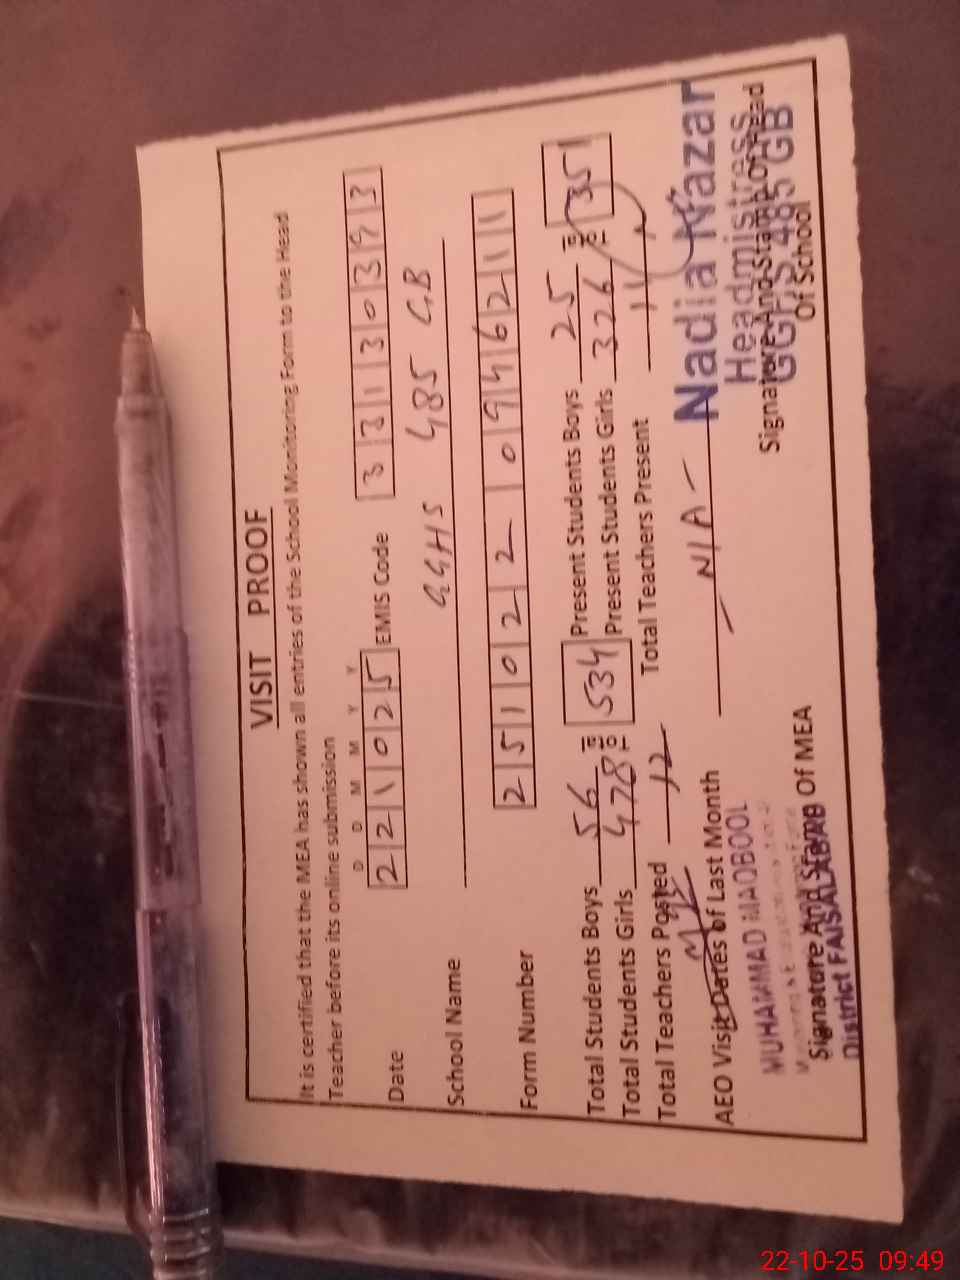 VISIT PROOF
It is certified that the MEA has shown all entries of the School Monitoring Form to the Head
Teacher before its online submission
D D M M Y Y
Date 2 2 1 0 2 5 EMIS Code 3 3 1 3 0 3 9 3
School Name GGHS 485 GB
Form Number 2 5 1 0 2 2 0 9 4 6 2 1 1
Total Students Boys 56 Total 534 Present Students Boys 25 Total 351
Total Students Girls 478 Present Students Girls 326
Total Teachers Posted 12 Total Teachers Present 11
AEO Visit Dates of Last Month - N/A -
Nadia Nazar
Headmistress
GGHS 485 GB
MUHAMMAD MAQBOOL
Signature And Stamp Of MEA
District FAISALABAD
Signature And Stamp Of Head
Of School
22-10-25 09:49